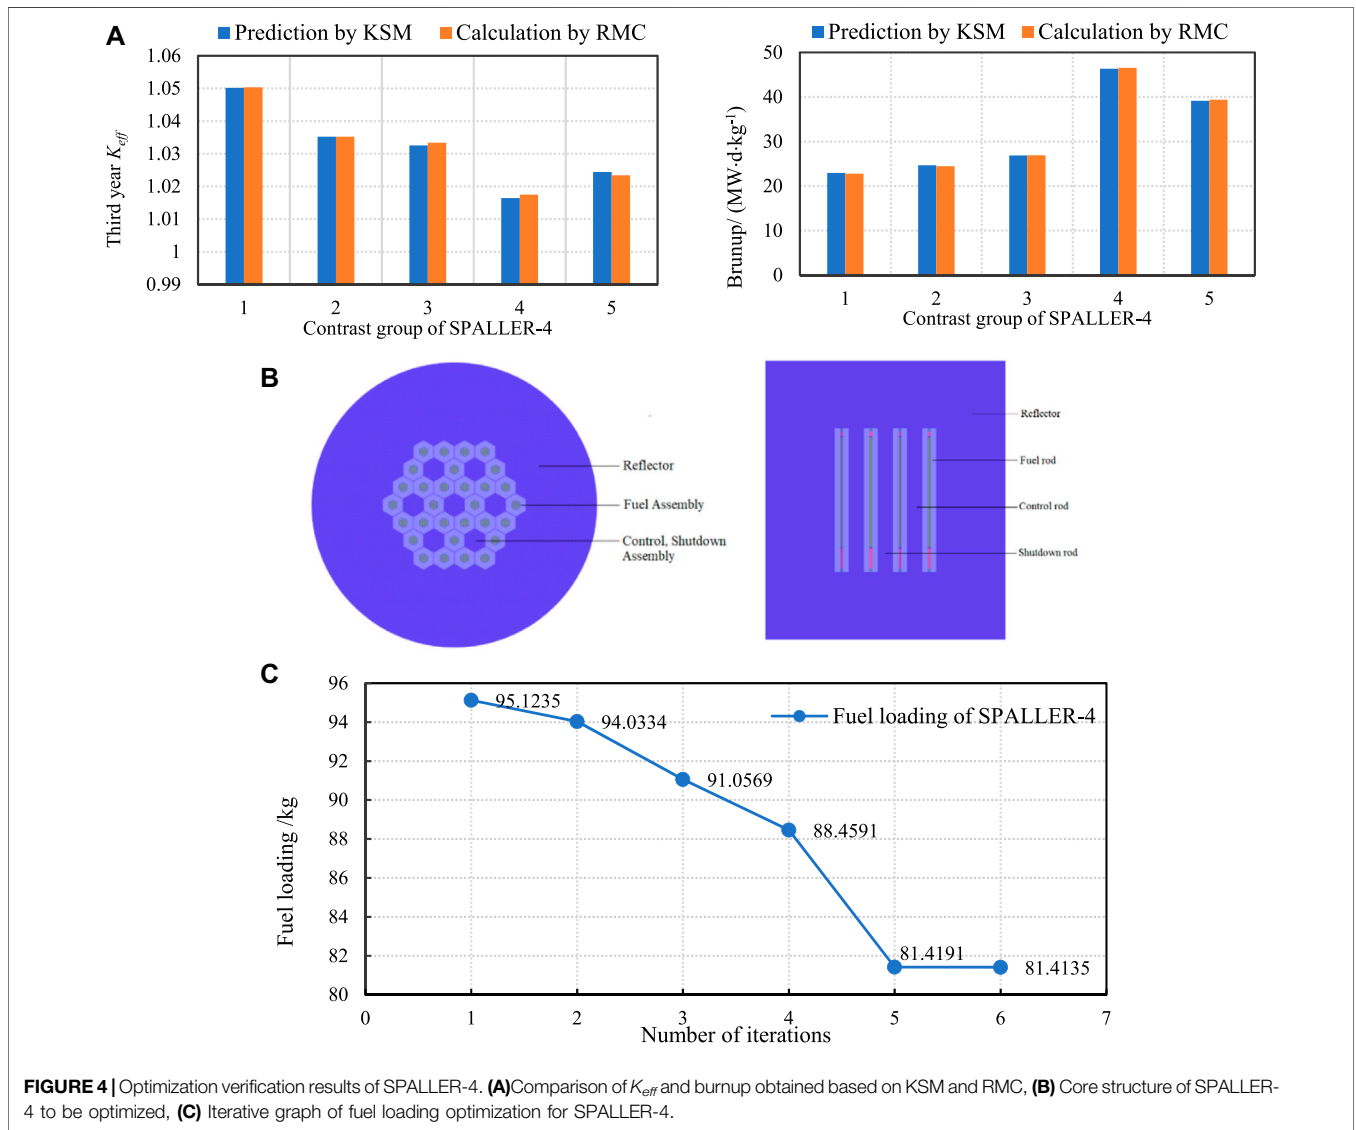 A
Prediction by KSM Calculation by RMC
1.06
1.05
1.04
1.03
1.02
1.01
1
0.99
Third year Keff
1 2 3 4 5
Contrast group of SPALLER-4
Prediction by KSM Calculation by RMC
50
40
30
20
10
0
Brunup/ (MW·d·kg-1)
1 2 3 4 5
Contrast group of SPALLER-4
B
Reflector
Fuel Assembly
Control, Shutdown
Assembly
Reflector
Fuel rod
Control rod
Shutdown rod
C
96
94
92
90
88
86
84
82
80
Fuel loading /kg
Fuel loading of SPALLER-4
95.1235
94.0334
91.0569
88.4591
81.4191
81.4135
0 1 2 3 4 5 6 7
Number of iterations
FIGURE 4 | Optimization verification results of SPALLER-4. (A)Comparison of Keff and burnup obtained based on KSM and RMC, (B) Core structure of SPALLER-
4 to be optimized, (C) Iterative graph of fuel loading optimization for SPALLER-4.